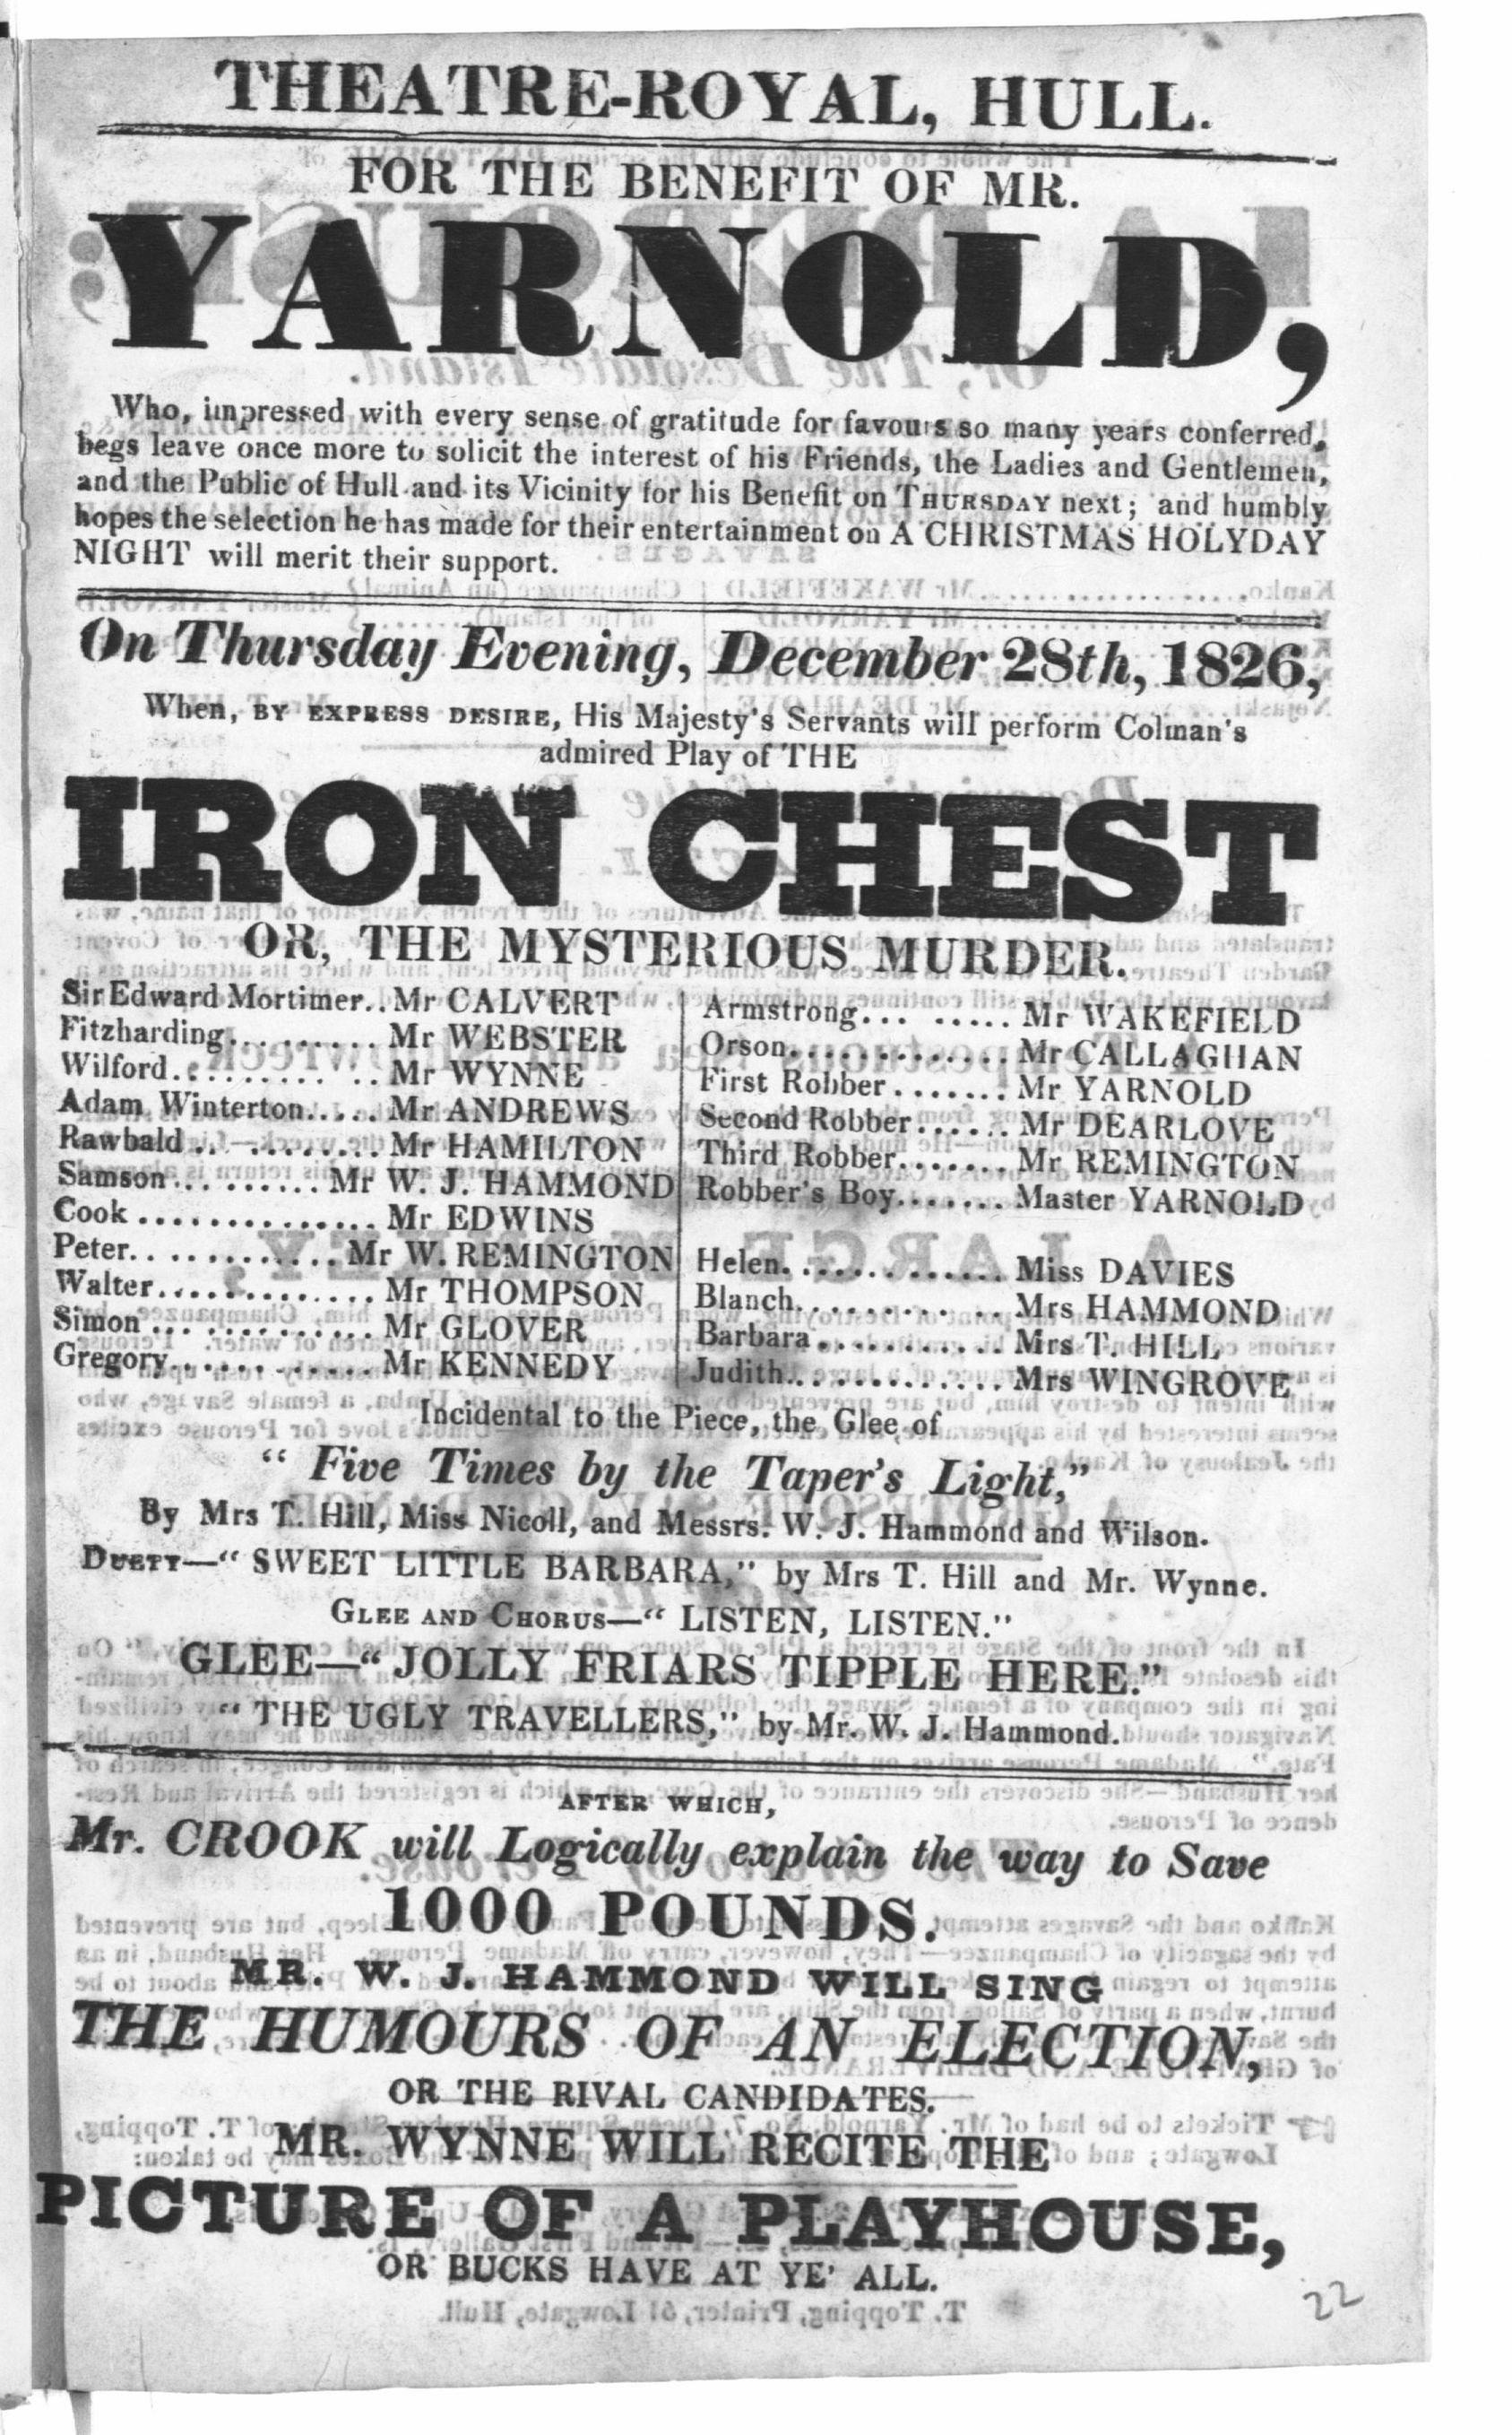 THEATRE-ROYAL, HULL.
FOR THE BENEFIT OF MR.
YARNOLD,
Who, impressed with every sense of gratitude for favours so many years conferred,
begs leave once more to solicit the interest of his Friends, the Ladies and Gentlemen,
and the Public of Hull and its Vicinity for his Benefit on THURSDAY next; and humbly
hopes the selection he has made for their entertainment on A CHRISTMAS HOLYDAY
NIGHT will merit their support.
On Thursday Evening, December 28th, 1826,
When, BY EXPRESS DESIRE, His Majesty's Servants will perform Colman's
admired Play of THE
IRON CHEST
OR, THE MYSTERIOUS MURDER.
Sir Edward Mortimer..Mr CALVERT
Fitzharding.......... Mr WEBSTER
Wilford............ Mr WYNNE
Adam Winterton..... Mr ANDREWS
Rawbald........... Mr HAMILTON
Samson.......... Mr W. J. HAMMOND
Cook............... Mr EDWINS
Peter............. Mr W. REMINGTON
Walter............. Mr THOMPSON
Simon............. Mr GLOVER
Gregory............ Mr KENNEDY
Armstrong........ Mr WAKEFIELD
Orson............. Mr CALLAGHAN
First Robber....... Mr YARNOLD
Second Robber...... Mr DEARLOVE
Third Robber....... Mr REMINGTON
Robber's Boy....... Master YARNOLD
Helen............. Miss DAVIES
Blanch............ Mrs HAMMOND
Barbara........... Mrs T. HILL
Judith............. Mrs WINGROVE
Incidental to the Piece, the Glee of
"Five Times by the Taper's Light,"
By Mrs T. Hill, Miss Nicoll, and Messrs. W. J. Hammond and Wilson.
DUETT—"SWEET LITTLE BARBARA," by Mrs T. Hill and Mr. Wynne.
GLEE AND CHORUS—"LISTEN, LISTEN."
GLEE—"JOLLY FRIARS TIPPLE HERE."
"THE UGLY TRAVELLERS," by Mr. W. J. Hammond.
AFTER WHICH,
Mr. CROOK will Logically explain the way to Save
1000 POUNDS.
MR. W. J. HAMMOND WILL SING
THE HUMOURS OF AN ELECTION,
OR THE RIVAL CANDIDATES.
MR. WYNNE WILL RECITE THE
PICTURE OF A PLAYHOUSE,
OR BUCKS HAVE AT YE' ALL.
22